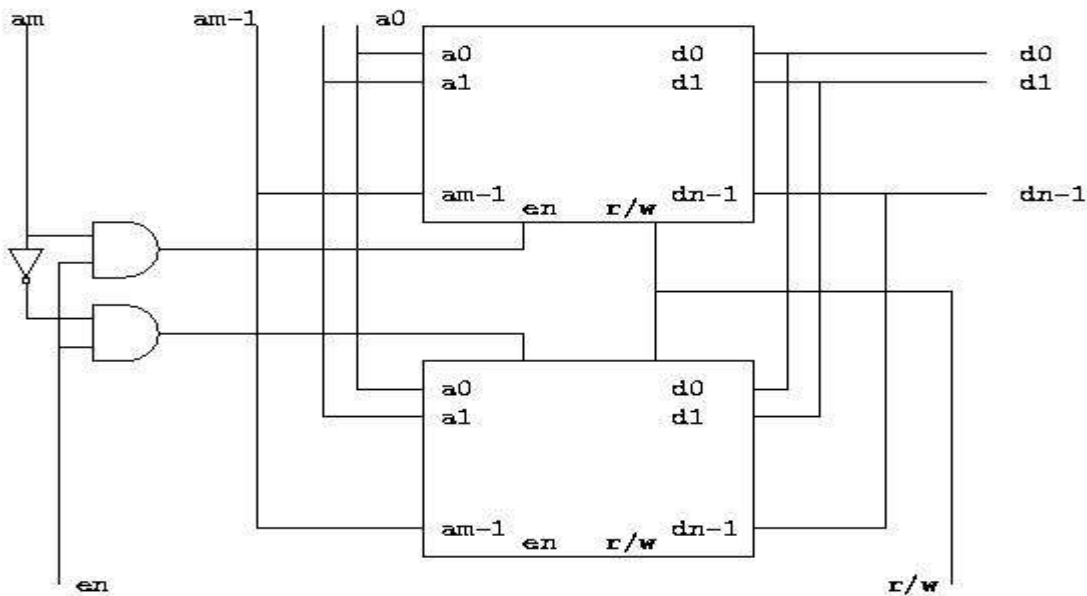 am am-1 a0
a0 d0 d0
a1 d1 d1
am-1 dn-1 dn-1
en r/w
a0 d0
a1 d1
am-1 dn-1
en r/w
en r/w